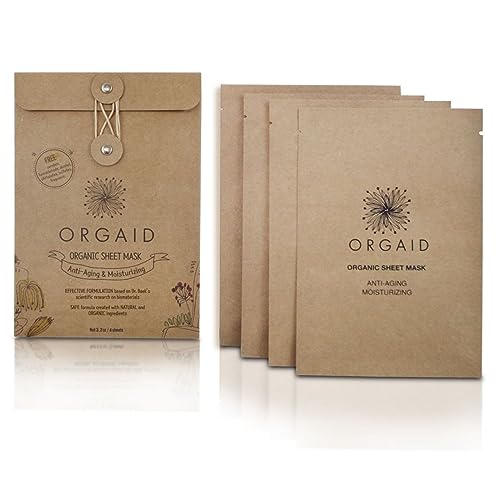 FREE:
ORGAID
ORGANIC SHEET MASK
Anti-Aging & Moisturizing
EFFECTIVE FORMULATION based on Dr. Baek's
scientific research on biomaterials
SAFE formula created with NATURAL and
ORGANIC ingredients
ORGAID
ORGANIC SHEET MASK
ANTI-AGING
MOISTURIZING